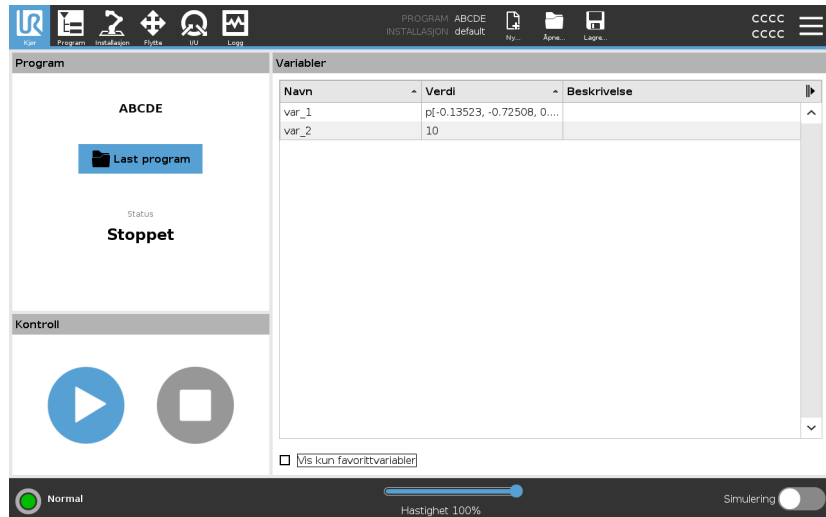 UR
Kjør
Program
Installasjon
Flytte
I/U
Logg
PROGRAM ABCDE
INSTALLASJON default
Ny...
Åpne...
Lagre...
cccc
cccc
Program
ABCDE
Last program
Status
Stoppet
Kontroll
Variabler
Navn Verdi Beskrivelse
var_1 p[-0.13523, -0.72508, 0....
var_2 10
Vis kun favorittvariabler
Normal
Hastighet 100%
Simulering